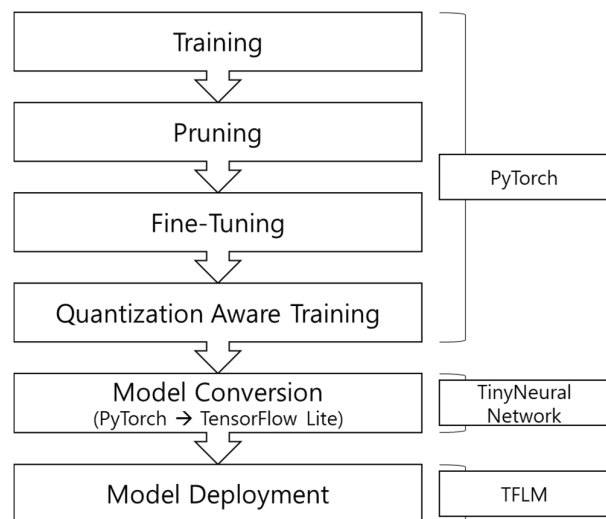 Training
Pruning
Fine-Tuning
Quantization Aware Training
PyTorch
Model Conversion
(PyTorch → TensorFlow Lite)
TinyNeural
Network
Model Deployment
TFLM